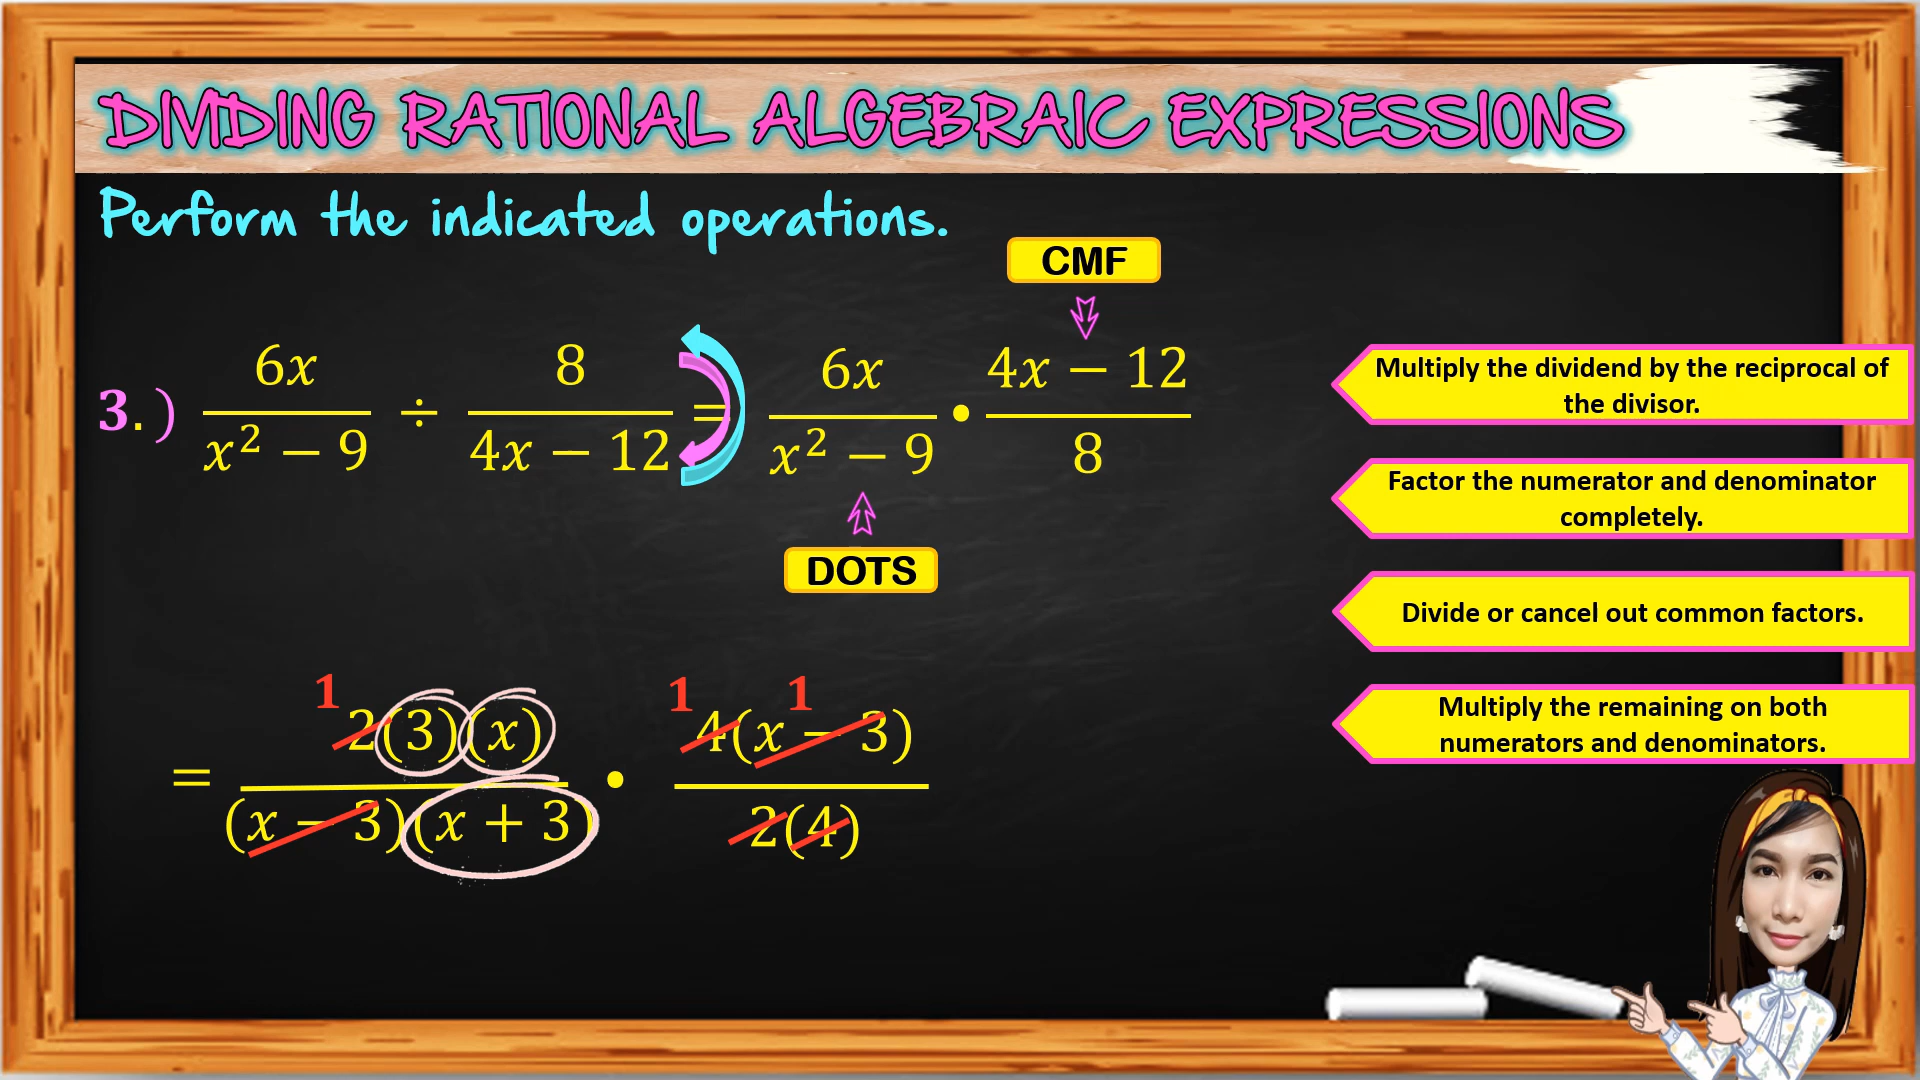 DIVIDING RATIONAL ALGEBRAIC EXPRESSIONS
Perform the indicated operations.
CMF
3.) 6x / (x² − 9) ÷ 8 / (4x − 12) = 6x / (x² − 9) • (4x − 12) / 8
DOTS
1 1 1
= 2(3)(x) / (x − 3)(x + 3) • 4(x − 3) / 2(4)
Multiply the dividend by the reciprocal of
the divisor.
Factor the numerator and denominator
completely.
Divide or cancel out common factors.
Multiply the remaining on both
numerators and denominators.